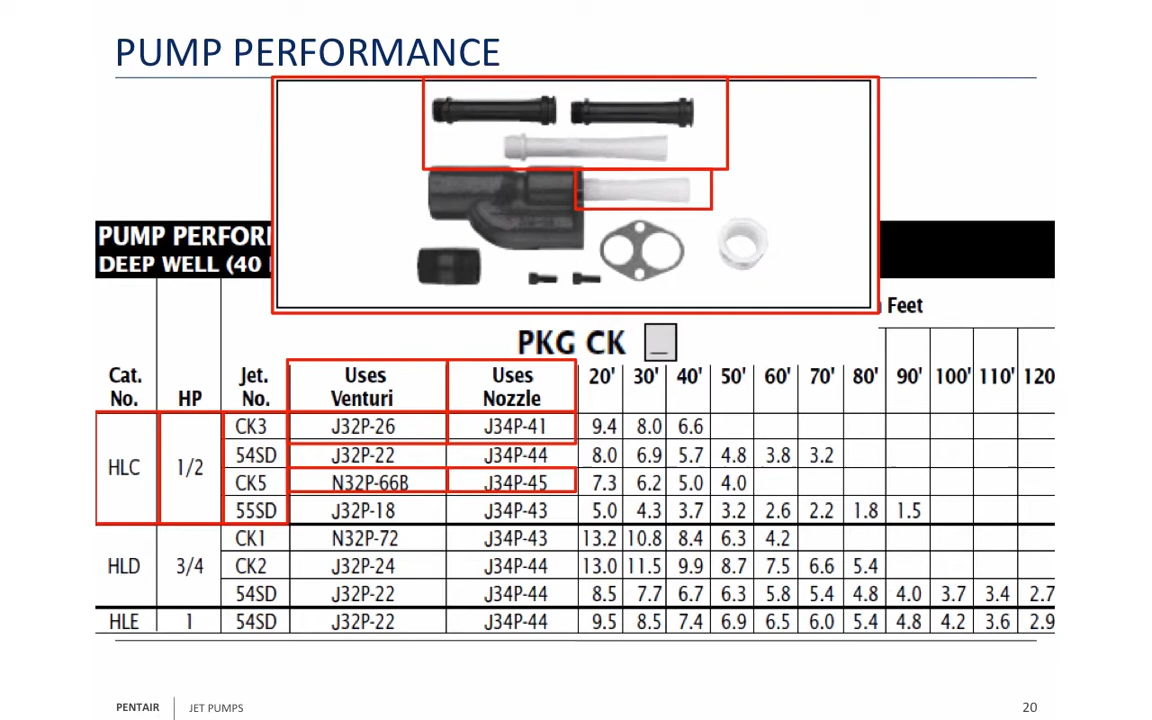 PUMP PERFORMANCE
PUMP PERFOR
DEEP WELL (40
Feet
PKG CK _
Cat. No. HP Jet. No. Uses Venturi Uses Nozzle 20' 30' 40' 50' 60' 70' 80' 90' 100' 110' 120
HLC 1/2 CK3 J32P-26 J34P-41 9.4 8.0 6.6
54SD J32P-22 J34P-44 8.0 6.9 5.7 4.8 3.8 3.2
CK5 N32P-66B J34P-45 7.3 6.2 5.0 4.0
55SD J32P-18 J34P-43 5.0 4.3 3.7 3.2 2.6 2.2 1.8 1.5
HLD 3/4 CK1 N32P-72 J34P-43 13.2 10.8 8.4 6.3 4.2
CK2 J32P-24 J34P-44 13.0 11.5 9.9 8.7 7.5 6.6 5.4
54SD J32P-22 J34P-44 8.5 7.7 6.7 6.3 5.8 5.4 4.8 4.0 3.7 3.4 2.7
HLE 1 54SD J32P-22 J34P-44 9.5 8.5 7.4 6.9 6.5 6.0 5.4 4.8 4.2 3.6 2.9
PENTAIR JET PUMPS 20